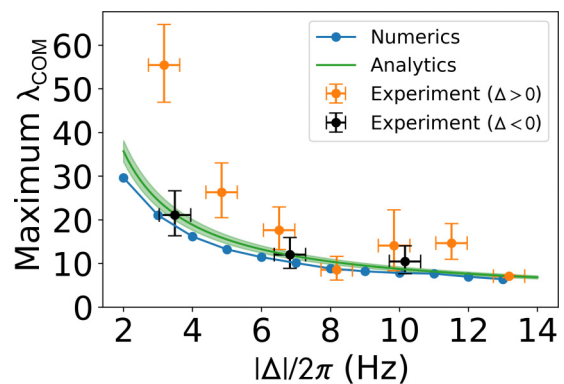 Maximum λ_COM
60
50
40
30
20
10
0
2
4
6
8
10
12
14
|Δ|/2π (Hz)
Numerics
Analytics
Experiment (Δ > 0)
Experiment (Δ < 0)